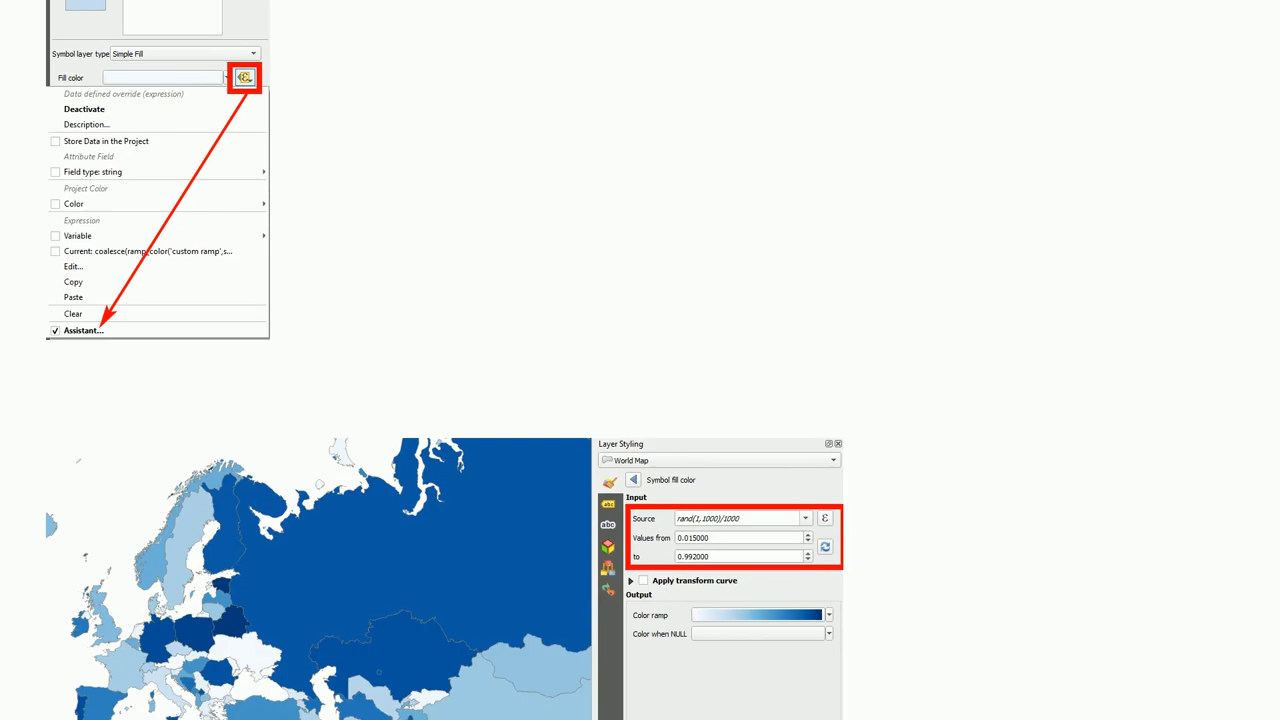 Symbol layer type Simple Fill
Fill color
Data defined override (expression)
Deactivate
Description...
Store Data in the Project
Attribute Field
Field type: string
Project Color
Color
Expression
Variable
Current: coalesce(ramp_color('custom ramp',s...
Edit...
Copy
Paste
Clear
Assistant...
Layer Styling
World Map
Symbol fill color
Input
Source rand(1,1000)/1000 ε
Values from 0.015000
to 0.992000
Apply transform curve
Output
Color ramp
Color when NULL
abc
abc